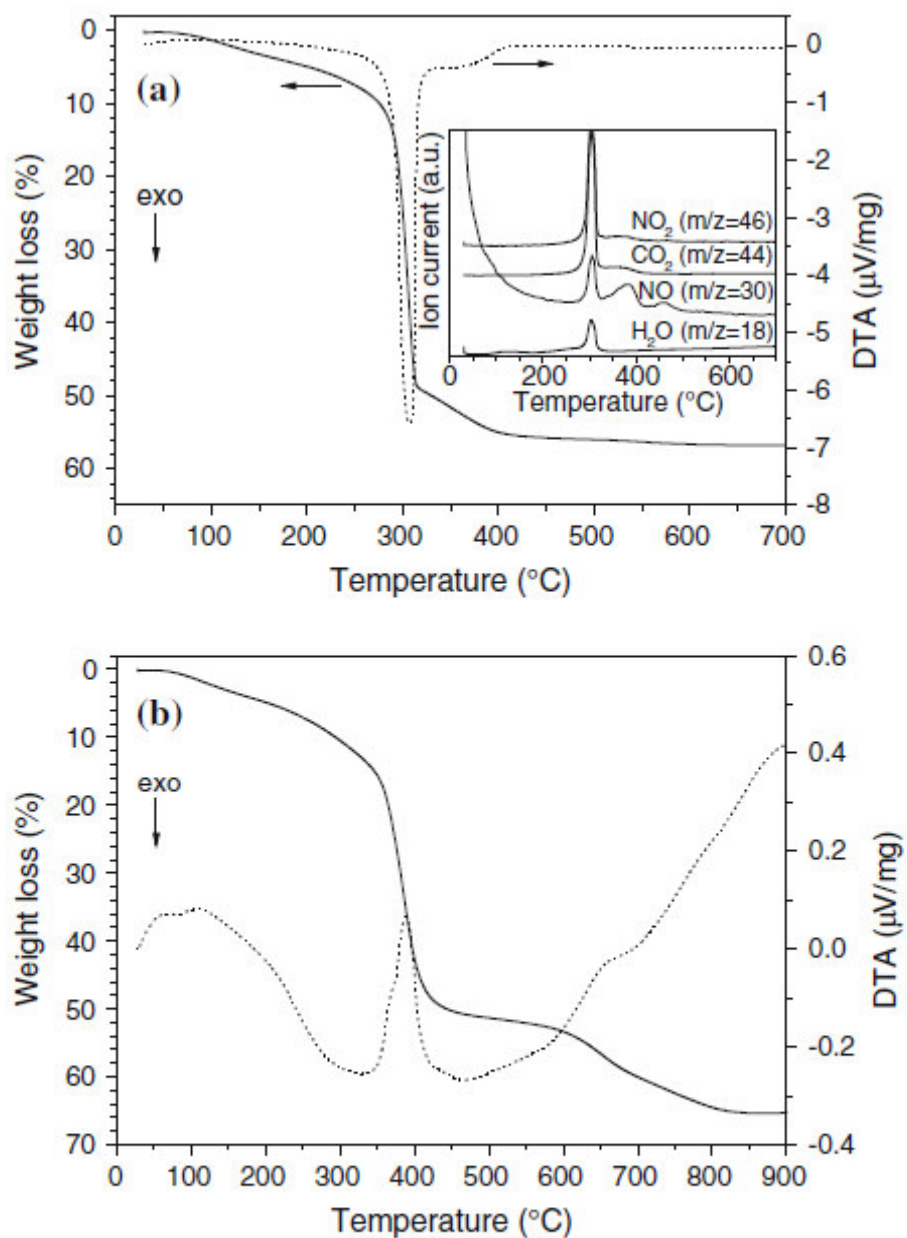 (a)
exo
Weight loss (%)
0
10
20
30
40
50
60
0 100 200 300 400 500 600 700
Temperature (°C)
DTA (μV/mg)
0
-1
-2
-3
-4
-5
-6
-7
-8
Ion current (a.u.)
NO₂ (m/z=46)
CO₂ (m/z=44)
NO (m/z=30)
H₂O (m/z=18)
0 200 400 600
Temperature (°C)
(b)
exo
Weight loss (%)
0
10
20
30
40
50
60
70
0 100 200 300 400 500 600 700 800 900
Temperature (°C)
DTA (μV/mg)
0.6
0.4
0.2
0.0
-0.2
-0.4